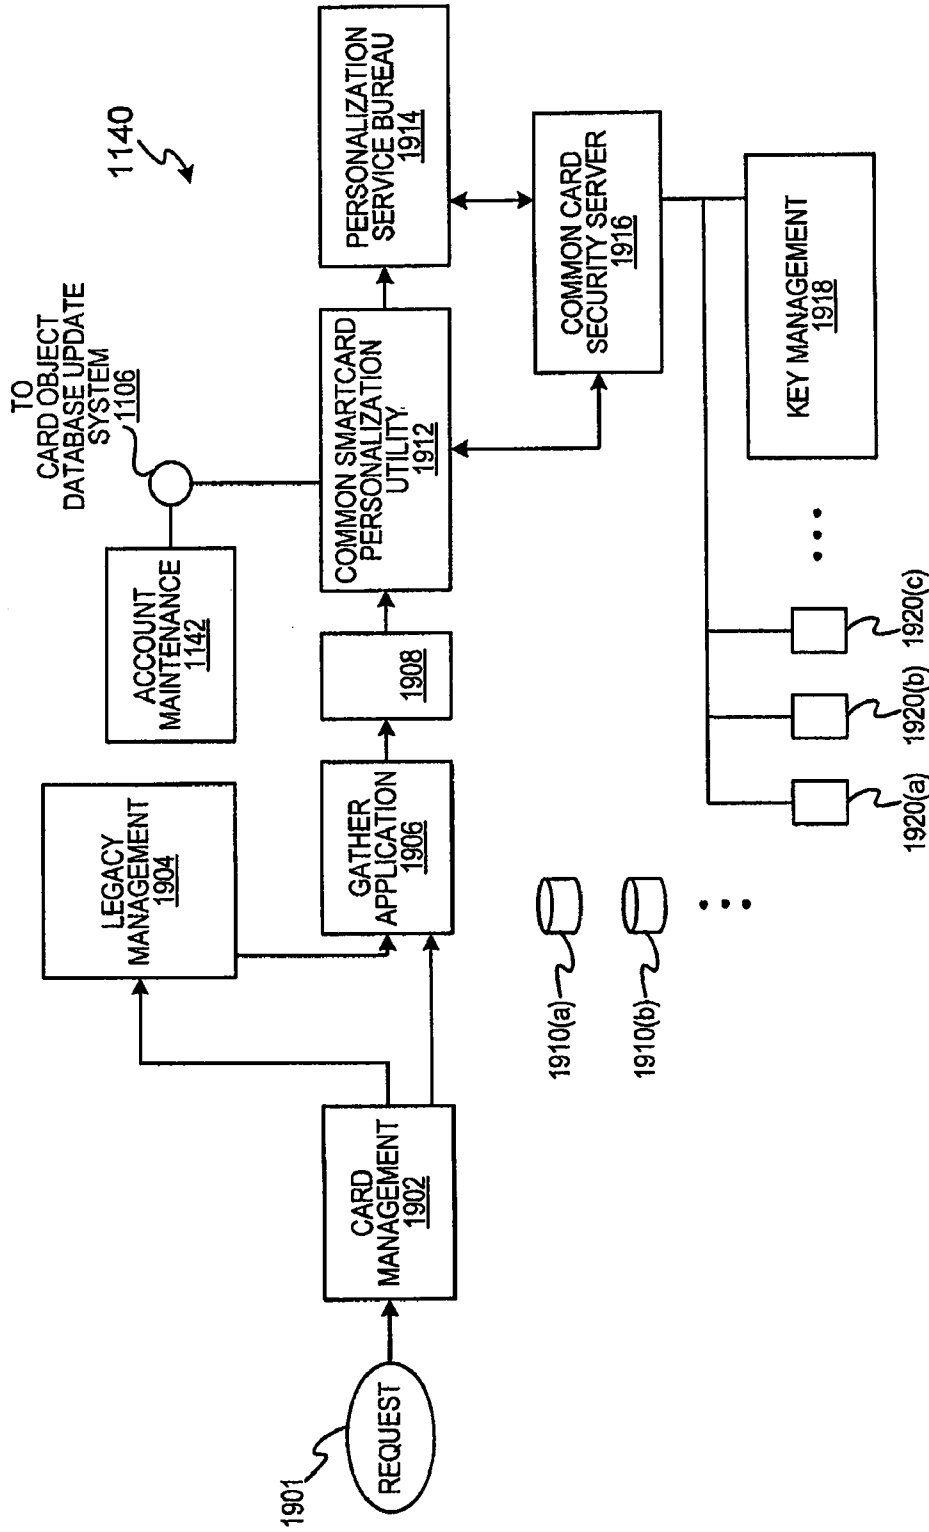 1140
TO
CARD OBJECT
DATABASE UPDATE
SYSTEM
1106
ACCOUNT
MAINTENANCE
1142
LEGACY
MANAGEMENT
1904
REQUEST
1901
CARD
MANAGEMENT
1902
GATHER
APPLICATION
1906
1908
COMMON SMARTCARD
PERSONALIZATION
UTILITY
1912
PERSONALIZATION
SERVICE BUREAU
1914
COMMON CARD
SECURITY SERVER
1916
KEY MANAGEMENT
1918
1910(a)
1910(b)
1920(a)
1920(b)
1920(c)